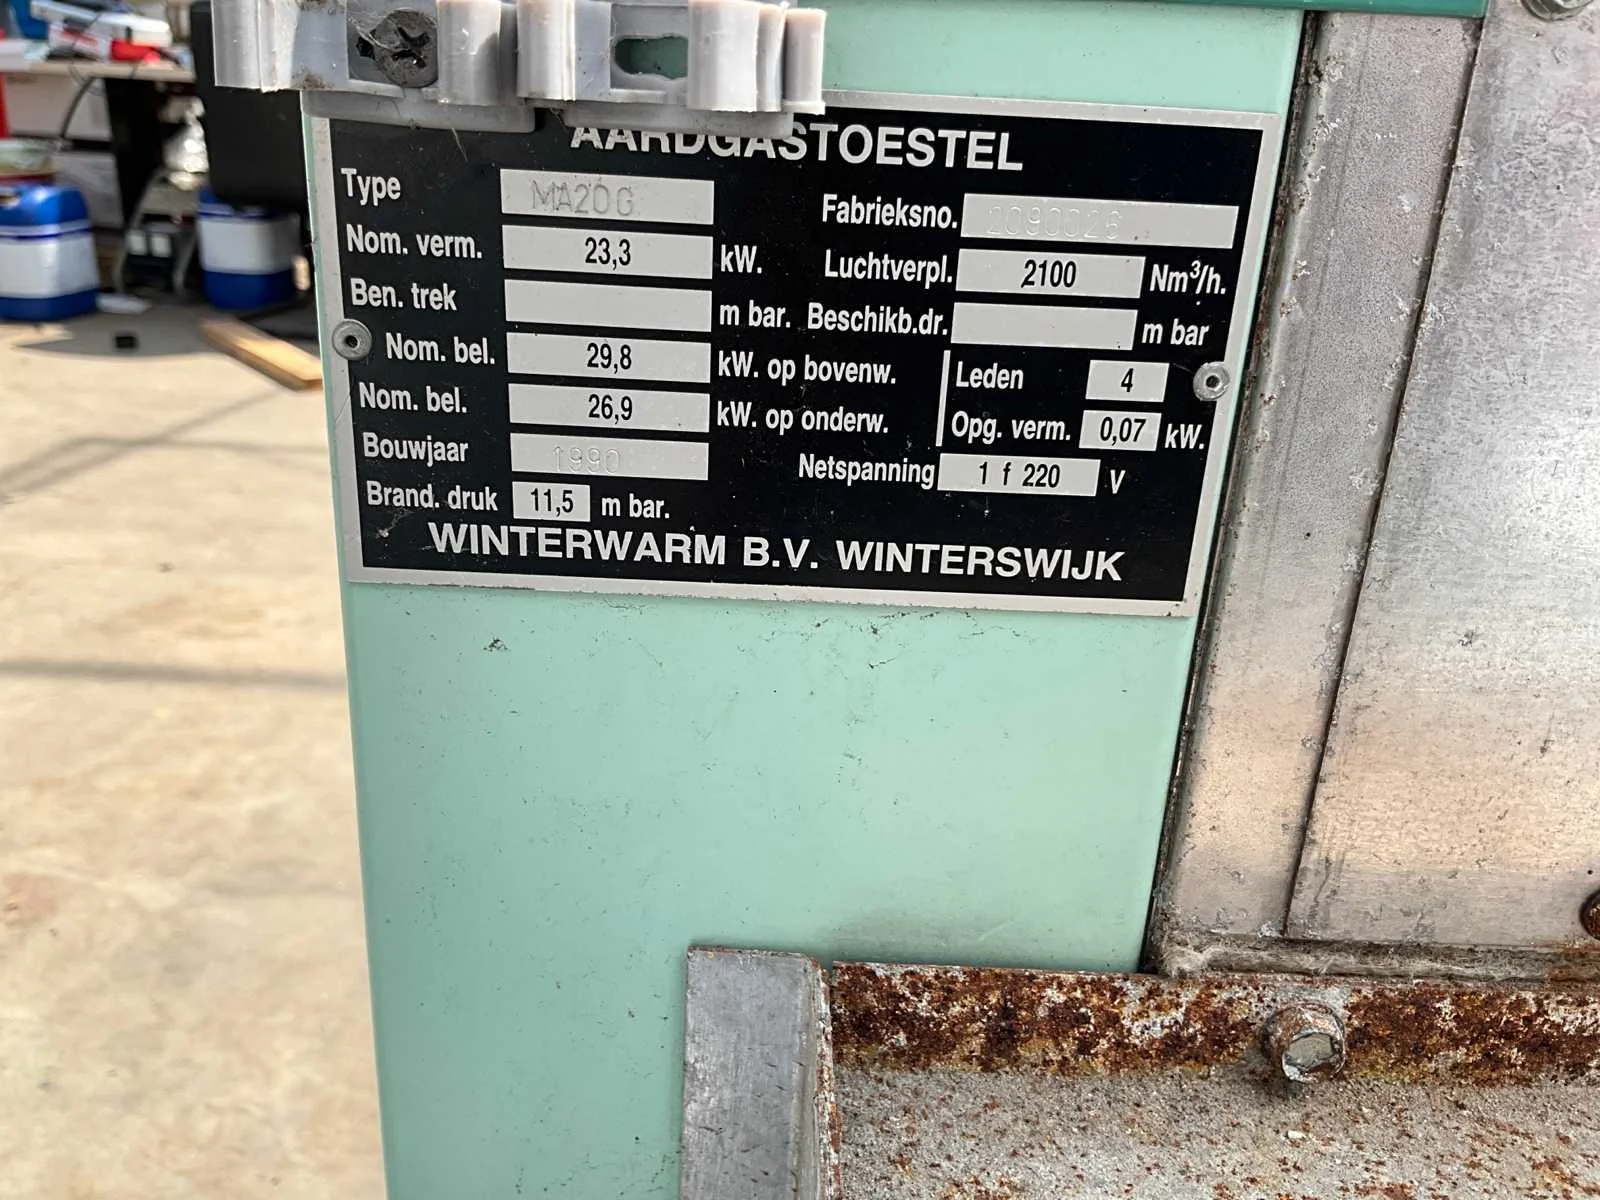 AARDGASTOESTEL
Type MA20G Fabrieksno. 2090026
Nom. verm. 23,3 kW. Luchtverpl. 2100 Nm³/h.
Ben. trek m bar. Beschikb.dr. m bar
Nom. bel. 29,8 kW. op bovenw. Leden 4
Nom. bel. 26,9 kW. op onderw. Opg. verm. 0,07 kW.
Bouwjaar 1990 Netspanning 1 f 220 V
Brand. druk 11,5 m bar.
WINTERWARM B.V. WINTERSWIJK